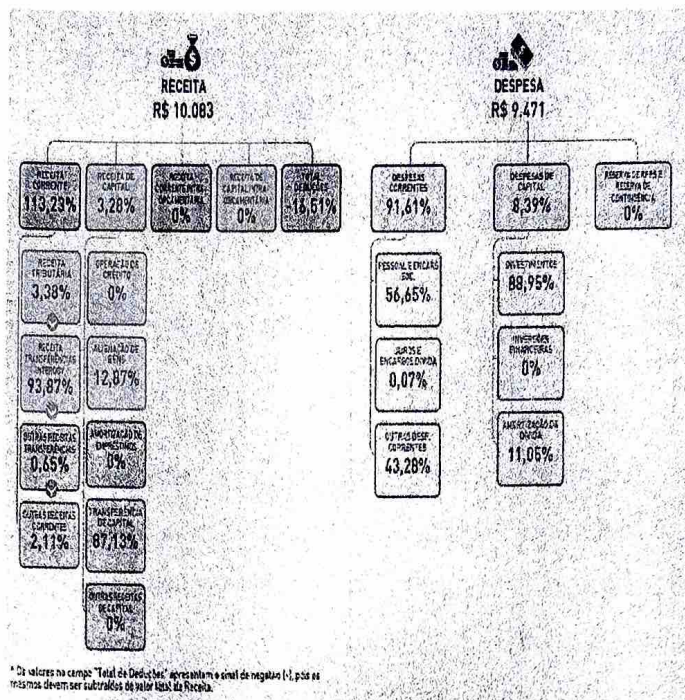 RECEITA
R$ 10.083
RECEITA
CORRENTE
113,23%
RECEITA DE
CAPITAL
3,28%
RECEITA
CORRENTE INTRA
ORÇAMENTÁRIA
0%
RECEITA DE
CAPITAL INTRA
ORÇAMENTÁRIA
0%
TOTAL
DEDUÇÕES
-16,51%
RECEITA
TRIBUTÁRIA
3,38%
RECEITA
TRANSFERÊNCIAS
INTERGOV
93,87%
OUTRAS RECEITAS
TRANSFERÊNCIAS
0,65%
OUTRAS RECEITAS
CORRENTES
2,11%
OPERAÇÃO DE
CRÉDITO
0%
ALIENAÇÃO DE
BENS
12,87%
AMORTIZAÇÃO DE
EMPRÉSTIMOS
0%
TRANSFERÊNCIA
DE CAPITAL
87,13%
OUTRAS RECEITAS
DE CAPITAL
0%
DESPESA
R$ 9.471
DESPESAS
CORRENTES
91,61%
DESPESAS DE
CAPITAL
8,39%
RESERVA DE RPPS E
RESERVA DE
CONTINGÊNCIA
0%
PESSOAL E ENCARG
SOC.
56,65%
JUROS E
ENCARGOS DÍVIDA
0,07%
OUTROS DESP.
CORRENTES
43,28%
INVESTIMENTOS
88,95%
INVERSÕES
FINANCEIRAS
0%
AMORTIZAÇÃO DA
DÍVIDA
11,05%
* Os valores no campo "Total de Deduções" apresentam o sinal de negativo (-), pois os
mesmos devem ser subtraídos do valor total da Receita.